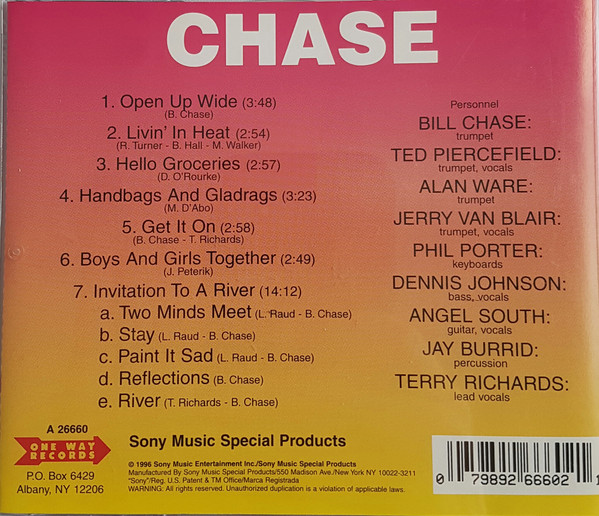 CHASE
1. Open Up Wide (3:48)
(B. Chase)
2. Livin' In Heat (2:54)
(R. Turner - B. Hall - M. Walker)
3. Hello Groceries (2:57)
(D. O'Rourke)
4. Handbags And Gladrags (3:23)
(M. D'Abo)
5. Get It On (2:58)
(B. Chase - T. Richards)
6. Boys And Girls Together (2:49)
(J. Peterik)
7. Invitation To A River (14:12)
a. Two Minds Meet (L. Raud - B. Chase)
b. Stay (L. Raud - B. Chase)
c. Paint It Sad (L. Raud - B. Chase)
d. Reflections (B. Chase)
e. River (T. Richards - B. Chase)
Personnel
BILL CHASE:
trumpet
TED PIERCEFIELD:
trumpet, vocals
ALAN WARE:
trumpet
JERRY VAN BLAIR:
trumpet, vocals
PHIL PORTER:
keyboards
DENNIS JOHNSON:
bass, vocals
ANGEL SOUTH:
guitar, vocals
JAY BURRID:
percussion
TERRY RICHARDS:
lead vocals
A 26660
ONE WAY
RECORDS
P.O. Box 6429
Albany, NY 12206
Sony Music Special Products
© 1996 Sony Music Entertainment Inc./Sony Music Special Products
Manufactured By Sony Music Special Products/550 Madison Ave./New York NY 10022-3211
"Sony"/Reg. U.S. Patent & TM Office/Marca Registrada
WARNING: All rights reserved. Unauthorized duplication is a violation of applicable laws.
0 79892 66602 1